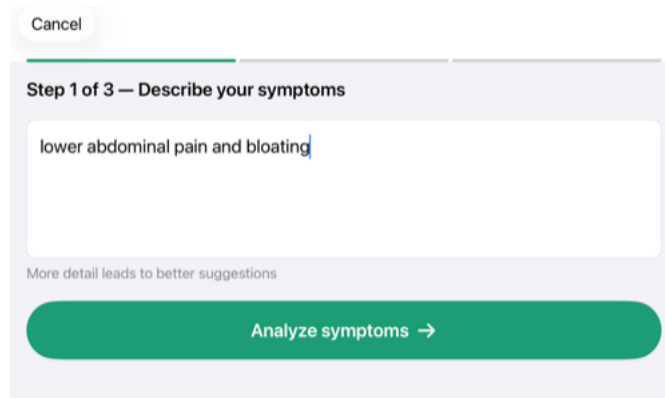 Cancel
Step 1 of 3 — Describe your symptoms
lower abdominal pain and bloating
More detail leads to better suggestions
Analyze symptoms →